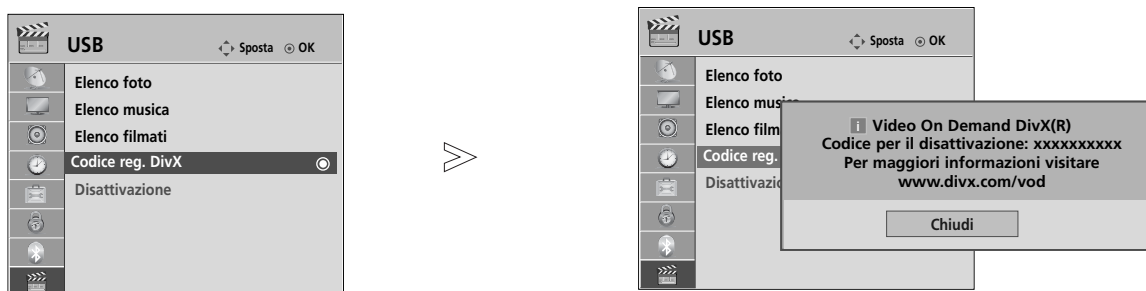 USB
Sposta OK
Elenco foto
Elenco musica
Elenco filmati
Codice reg. DivX
Disattivazione
USB
Sposta OK
Elenco foto
Elenco musica
Elenco film
Codice reg.
Disattivazio
i Video On Demand DivX(R)
Codice per il disattivazione: xxxxxxxxxx
Per maggiori informazioni visitare
www.divx.com/vod
Chiudi